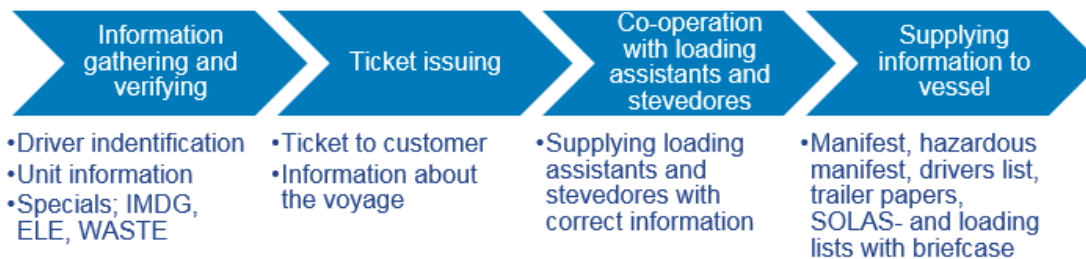 Information
gathering and
verifying
•Driver indentification
•Unit information
•Specials; IMDG,
ELE, WASTE
Ticket issuing
•Ticket to customer
•Information about
the voyage
Co-operation
with loading
assistants and
stevedores
•Supplying loading
assistants and
stevedores with
correct information
Supplying
information to
vessel
•Manifest, hazardous
manifest, drivers list,
trailer papers,
SOLAS- and loading
lists with briefcase